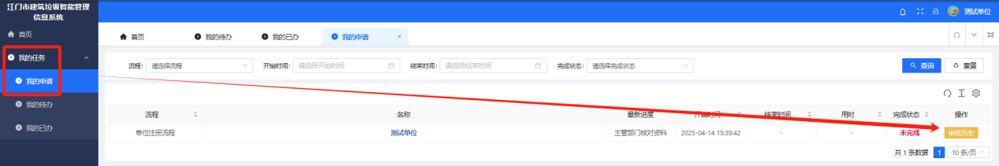 江门市建筑垃圾智能管理
信息系统
测试单位
首页
我的任务
我的申请
我的待办
我的已办
首页 我的待办 我的已办 我的申请 ×
流程: 请选择流程 开始时间: 请选择开始时间 结束时间: 请选择结束时间 完成状态: 请选择完成状态 查询 重置
流程 名称 最新进度 开始时间 结束时间 用时 完成状态 操作
单位注册流程 测试单位 主管部门核对资料 2025-04-14 15:39:42 - - 未完成 审批历史
共 1 条数据 1 10 条/页